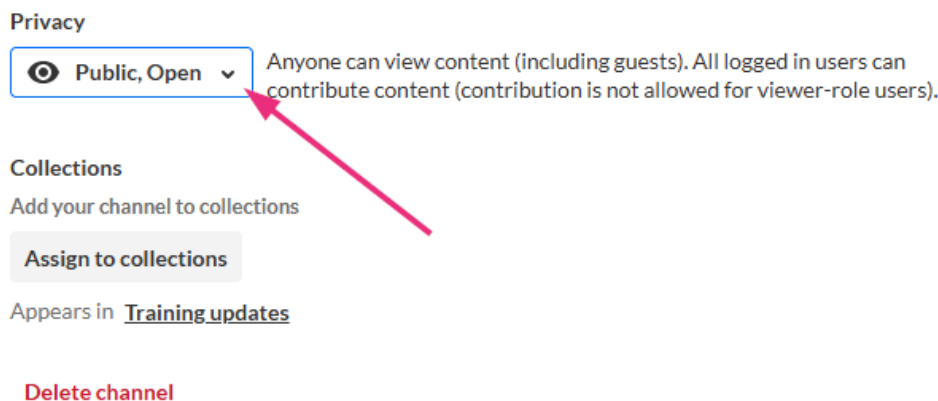 Privacy
Public, Open
Anyone can view content (including guests). All logged in users can
contribute content (contribution is not allowed for viewer-role users).
Collections
Add your channel to collections
Assign to collections
Appears in Training updates
Delete channel